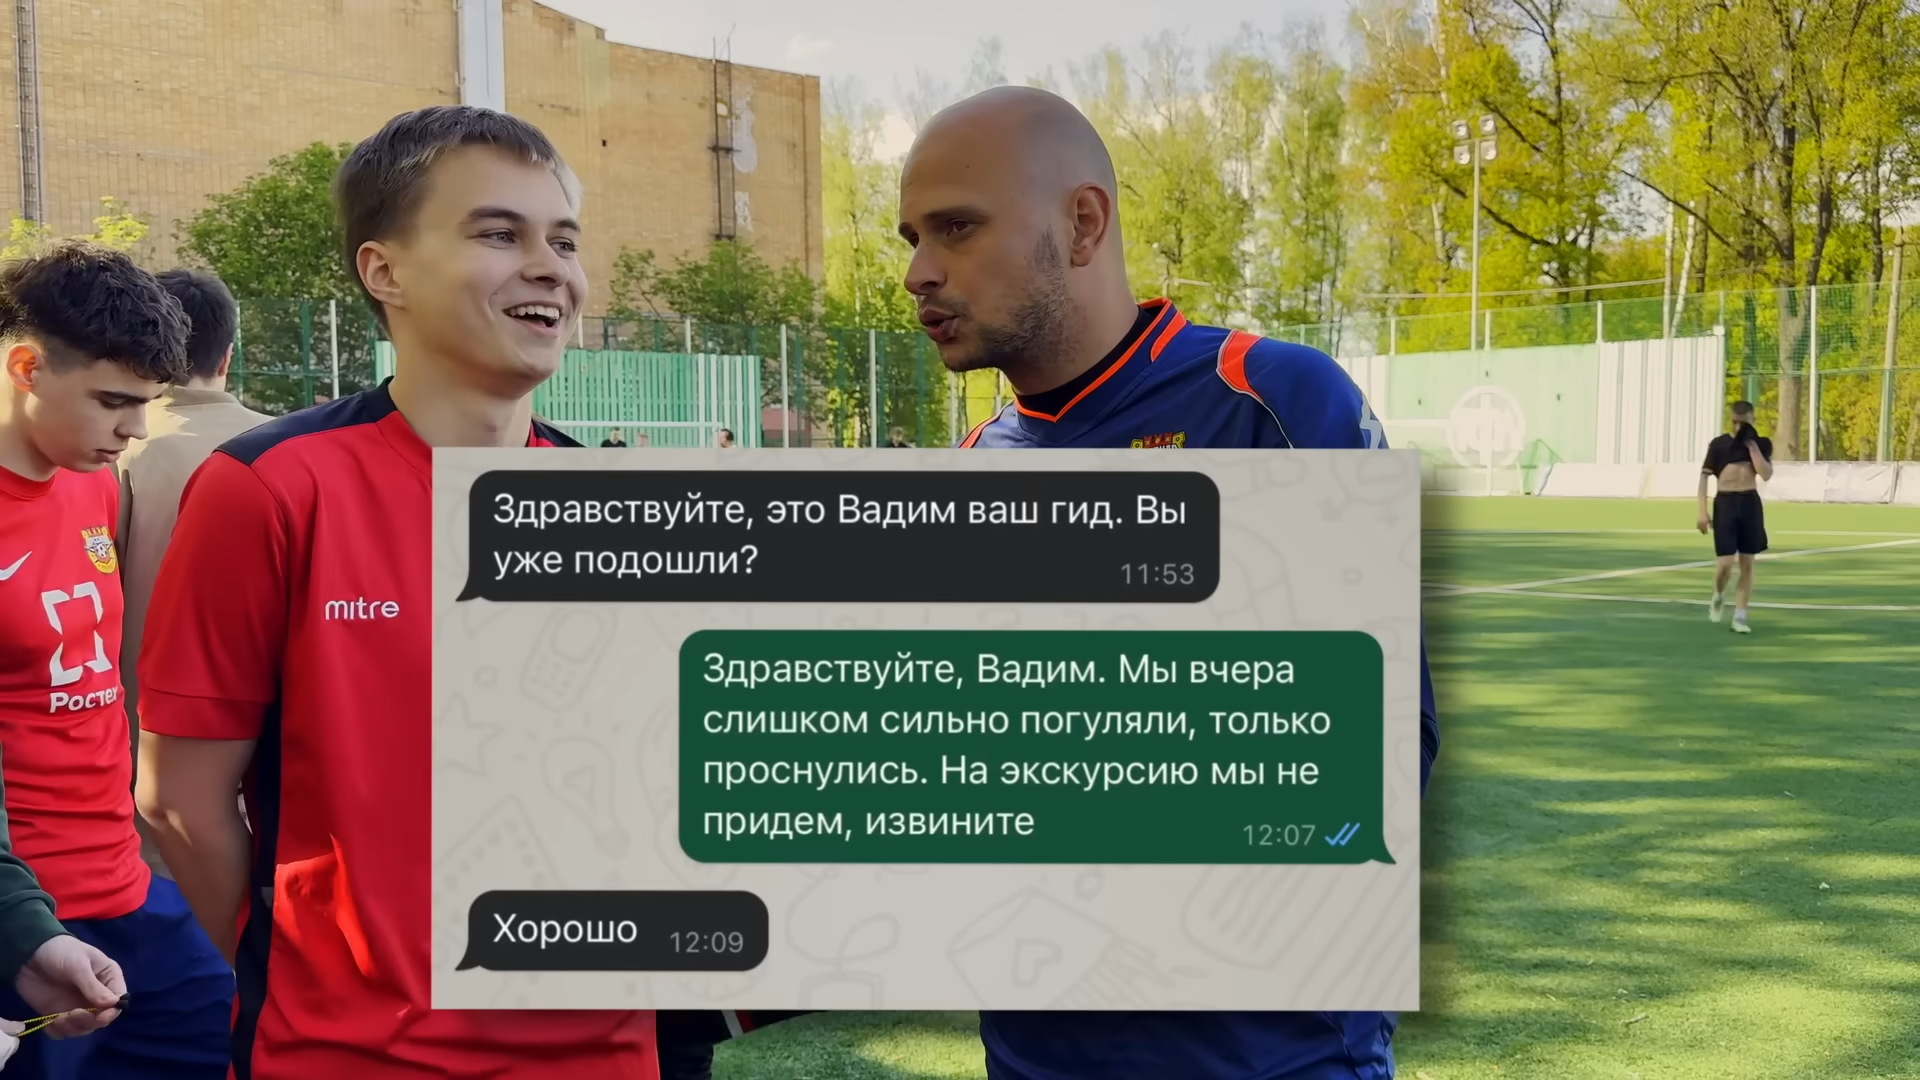 mitre
Ростех
Здравствуйте, это Вадим ваш гид. Вы
уже подошли?
11:53
Здравствуйте, Вадим. Мы вчера
слишком сильно погуляли, только
проснулись. На экскурсию мы не
придем, извините
12:07
Хорошо
12:09